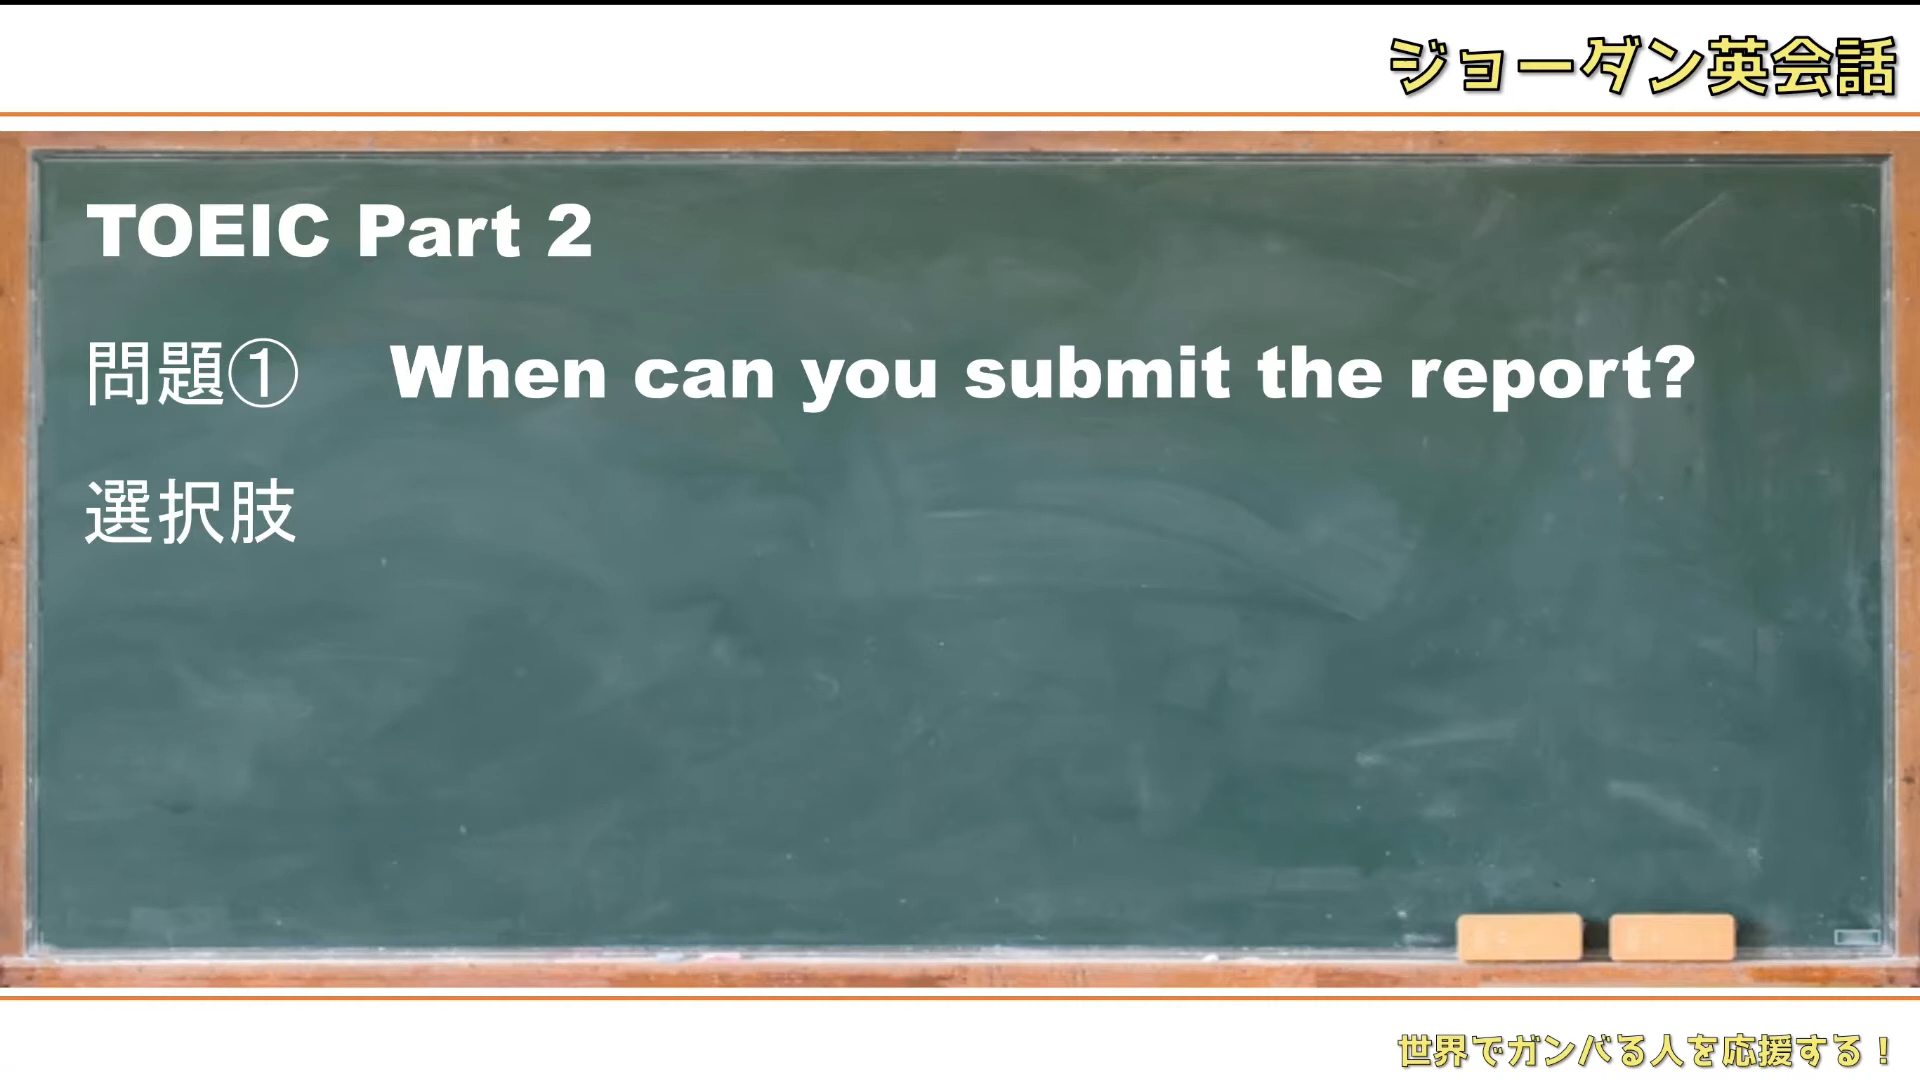 ジョーダン英会話
TOEIC Part 2
問題① When can you submit the report?
選択肢
世界でガンバる人を応援する！